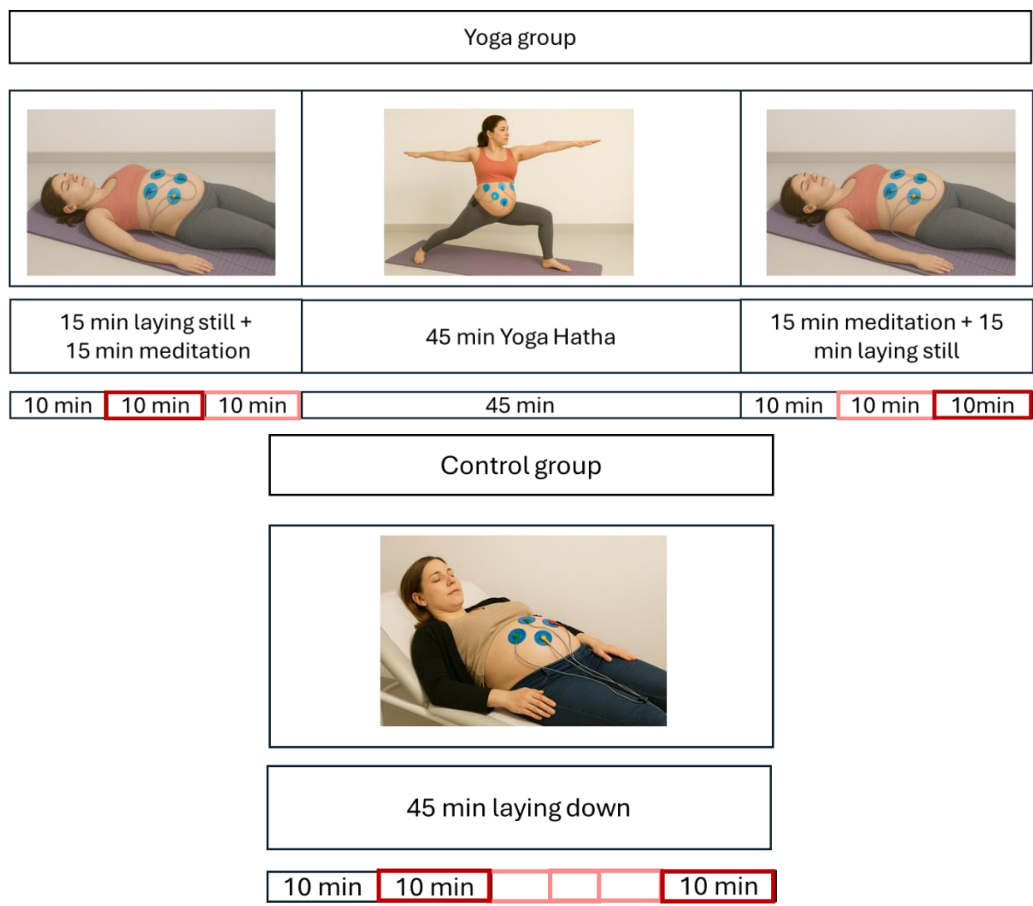 Yoga group
15 min laying still +
15 min meditation
45 min Yoga Hatha
15 min meditation + 15
min laying still
10 min
10 min
10 min
45 min
10 min
10 min
10min
Control group
45 min laying down
10 min
10 min
10 min